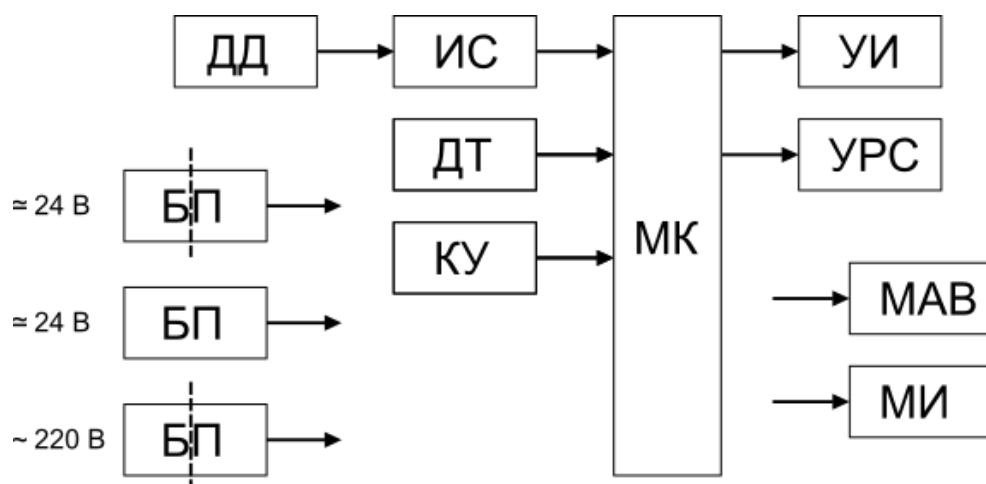 ДД
ИС
УИ
ДТ
УРС
≃ 24 В
БП
КУ
МК
≃ 24 В
БП
МАВ
~ 220 В
БП
МИ